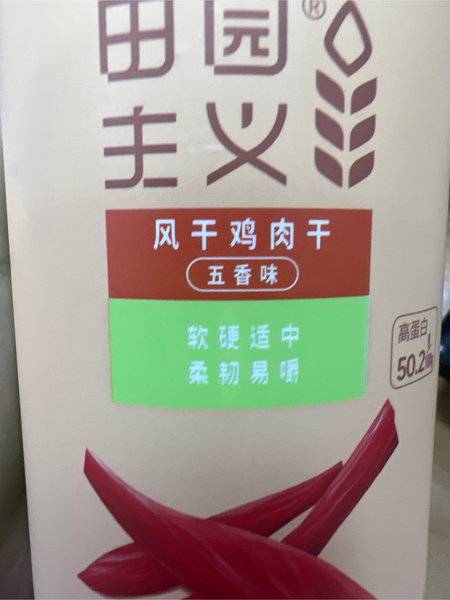 田园®
主义
风干鸡肉干
五香味
软硬适中
柔韧易嚼
高蛋白
50.2